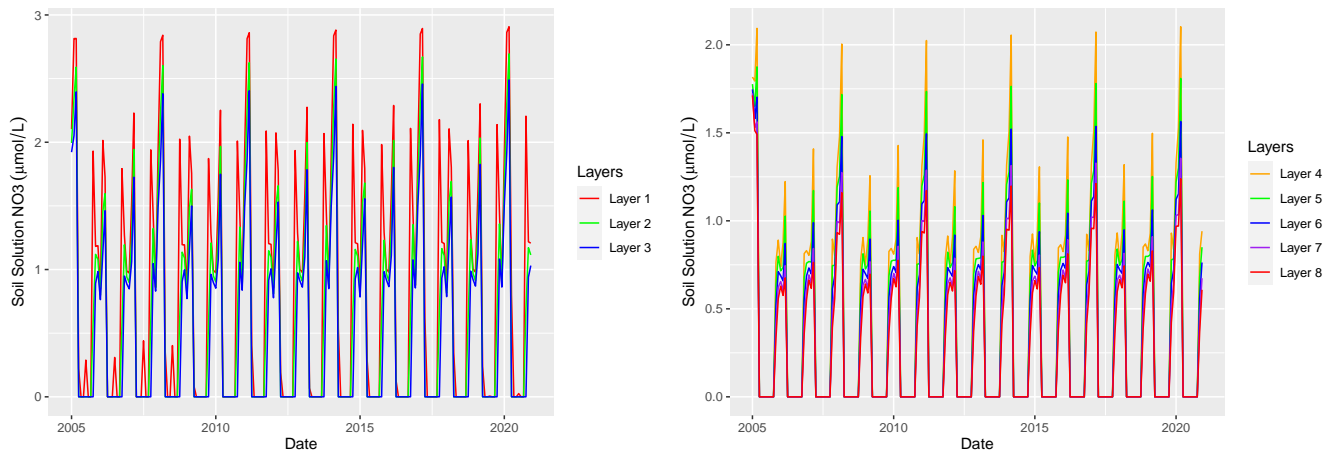 Soil Solution NO3 (μmol/L)
3
2
1
0
2005
2010
2015
2020
Date
Layers
Layer 1
Layer 2
Layer 3
Soil Solution NO3 (μmol/L)
2.0
1.5
1.0
0.5
0.0
2005
2010
2015
2020
Date
Layers
Layer 4
Layer 5
Layer 6
Layer 7
Layer 8